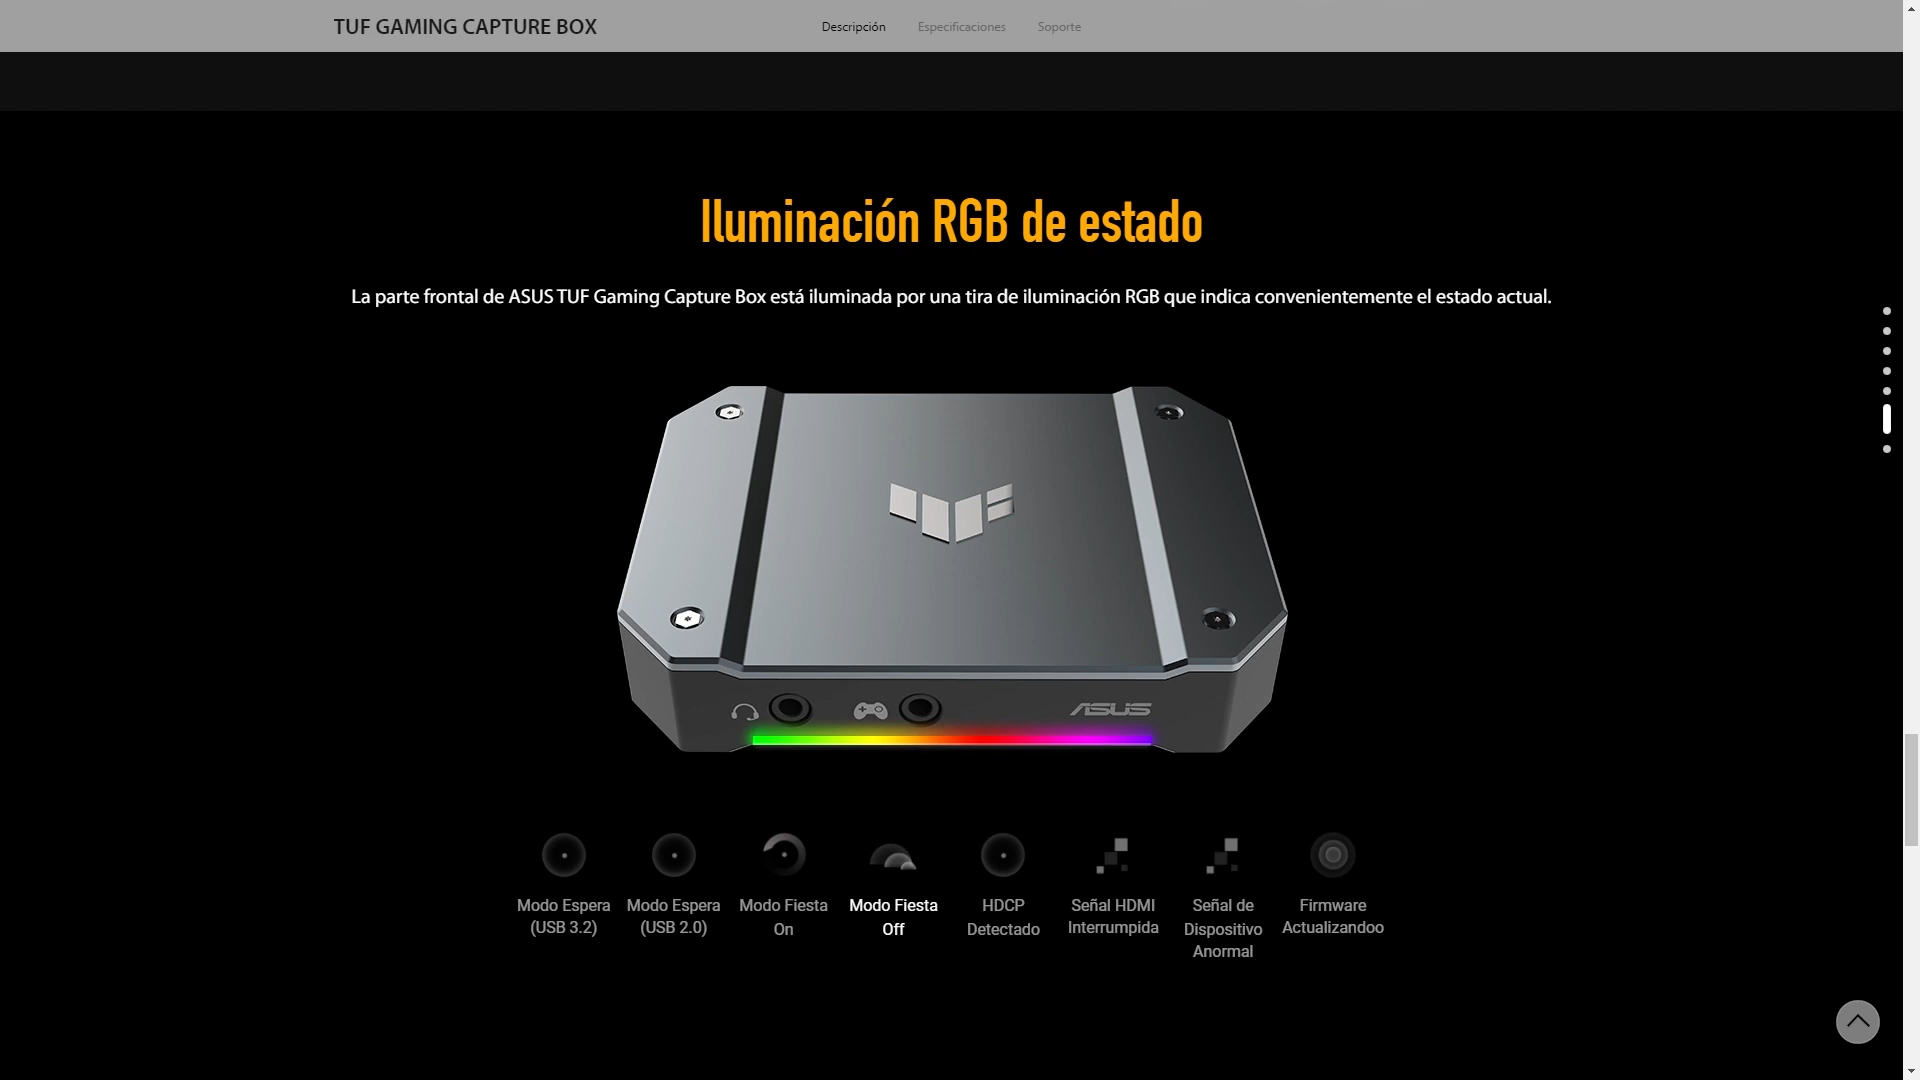 TUF GAMING CAPTURE BOX
Descripción
Especificaciones
Soporte
Iluminación RGB de estado
La parte frontal de ASUS TUF Gaming Capture Box está iluminada por una tira de iluminación RGB que indica convenientemente el estado actual.
ASUS
Modo Espera
(USB 3.2)
Modo Espera
(USB 2.0)
Modo Fiesta
On
Modo Fiesta
Off
HDCP
Detectado
Señal HDMI
Interrumpida
Señal de
Dispositivo
Anormal
Firmware
Actualizandoo